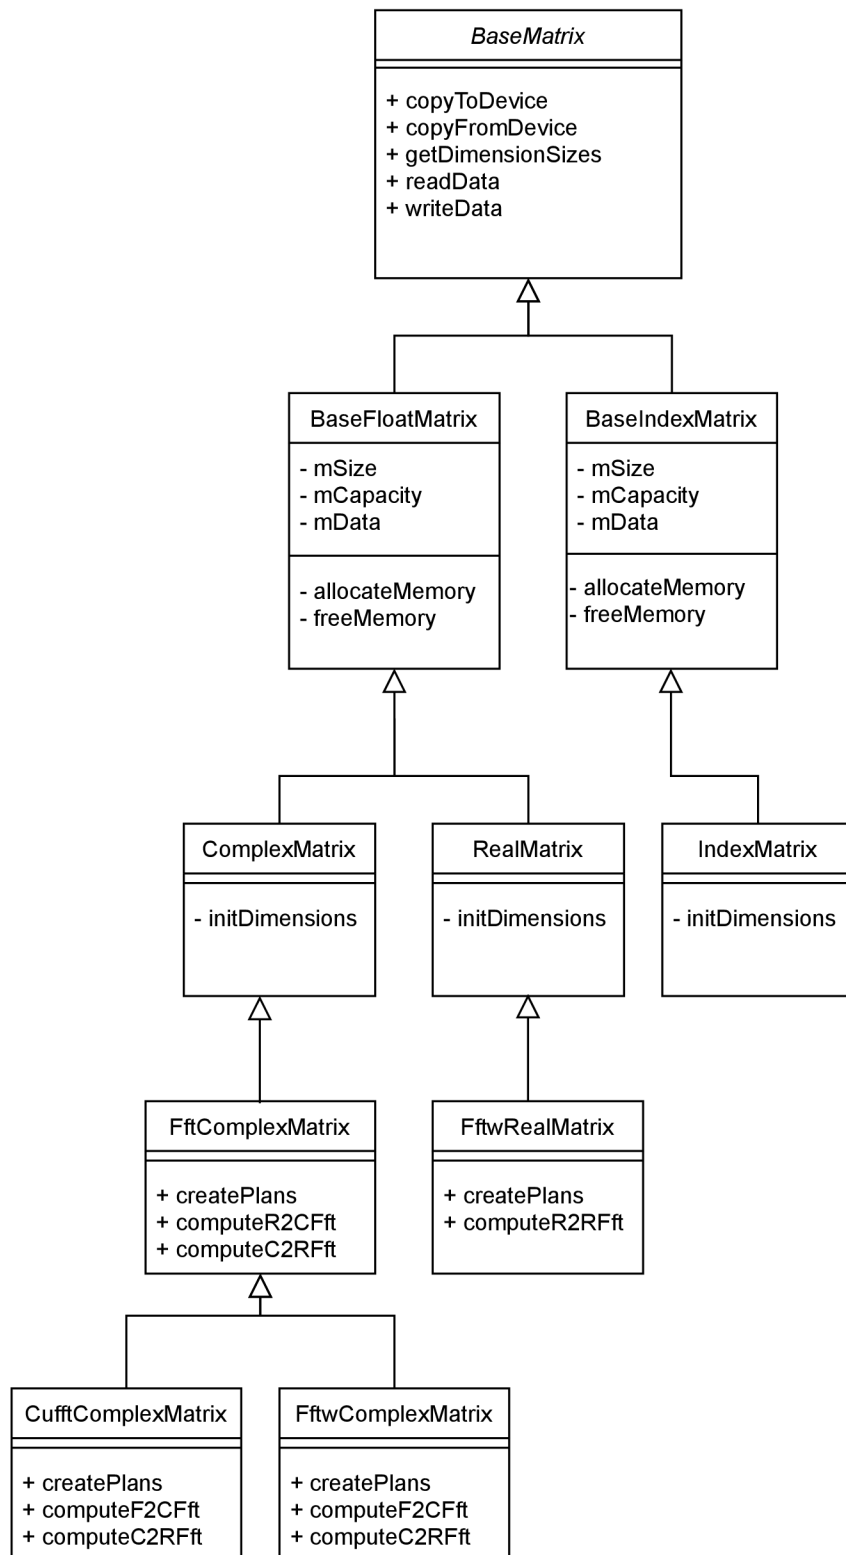 BaseMatrix
+ copyToDevice
+ copyFromDevice
+ getDimensionSizes
+ readData
+ writeData
BaseFloatMatrix
- mSize
- mCapacity
- mData
- allocateMemory
- freeMemory
BaseIndexMatrix
- mSize
- mCapacity
- mData
- allocateMemory
- freeMemory
ComplexMatrix
- initDimensions
RealMatrix
- initDimensions
IndexMatrix
- initDimensions
FftComplexMatrix
+ createPlans
+ computeR2CFft
+ computeC2RFft
FftwRealMatrix
+ createPlans
+ computeR2RFft
CufftComplexMatrix
+ createPlans
+ computeF2CFft
+ computeC2RFft
FftwComplexMatrix
+ createPlans
+ computeF2CFft
+ computeC2RFft